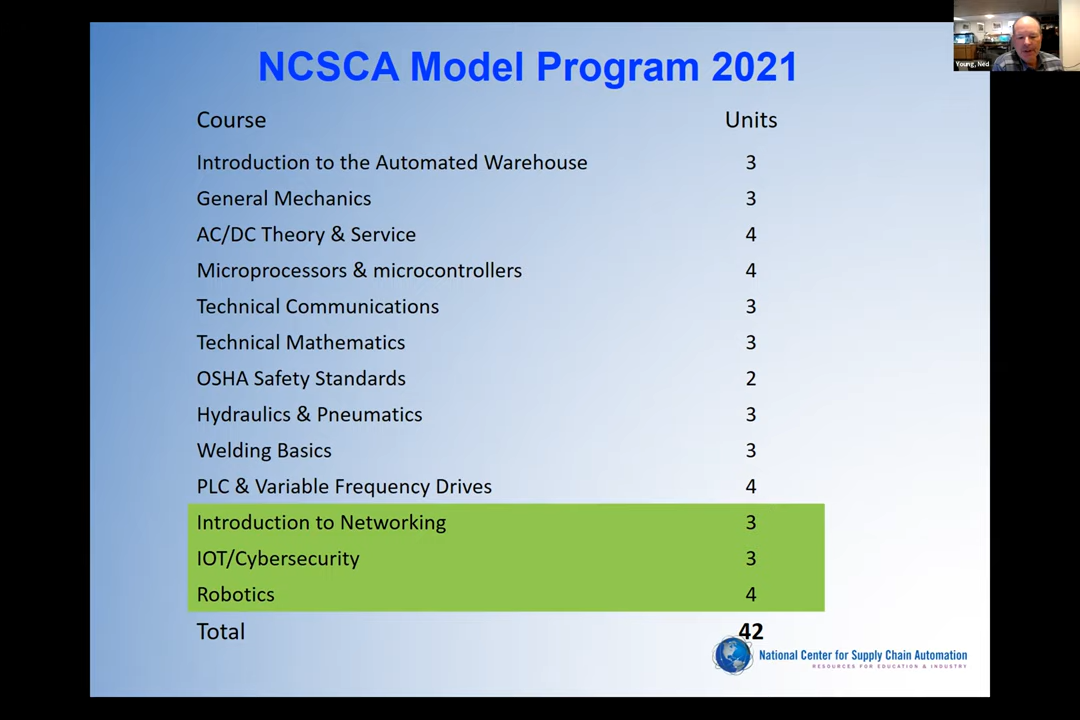 NCSCA Model Program 2021
Young, Ned
Course Units
Introduction to the Automated Warehouse 3
General Mechanics 3
AC/DC Theory & Service 4
Microprocessors & microcontrollers 4
Technical Communications 3
Technical Mathematics 3
OSHA Safety Standards 2
Hydraulics & Pneumatics 3
Welding Basics 3
PLC & Variable Frequency Drives 4
Introduction to Networking 3
IOT/Cybersecurity 3
Robotics 4
Total 42
National Center for Supply Chain Automation
RESOURCES FOR EDUCATION & INDUSTRY